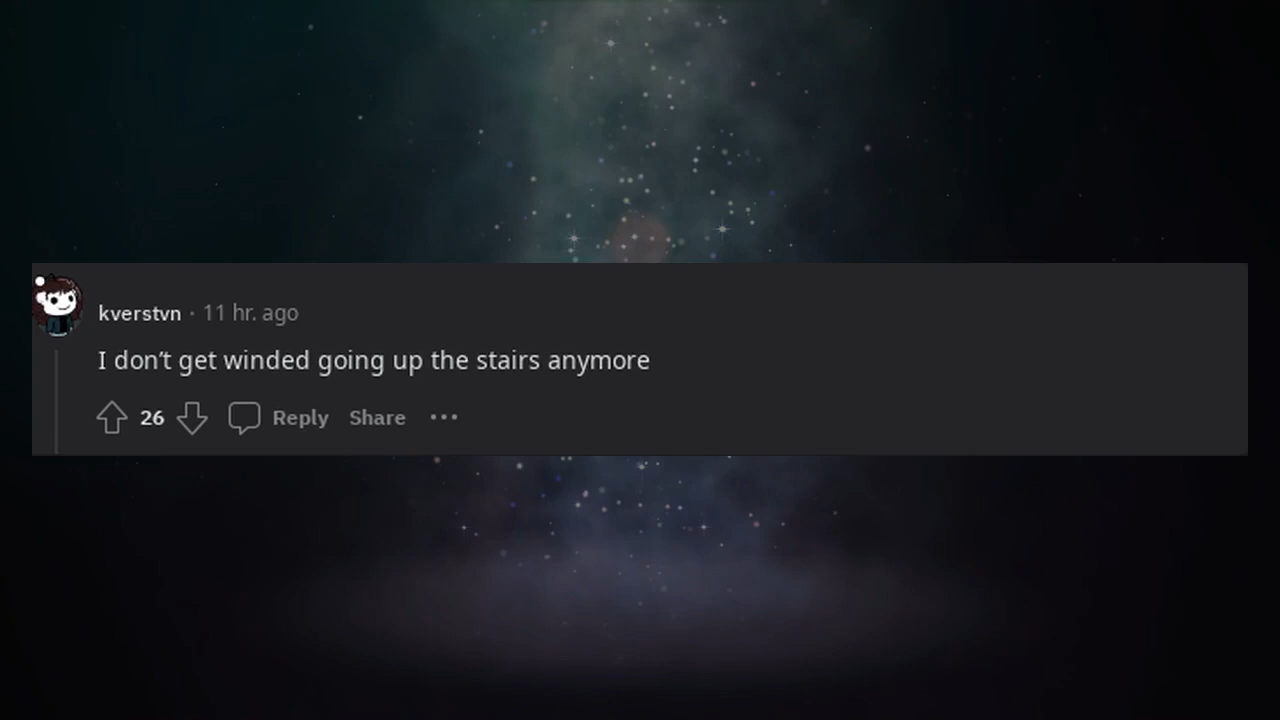 kverstvn · 11 hr. ago
I don’t get winded going up the stairs anymore
26 Reply Share ···